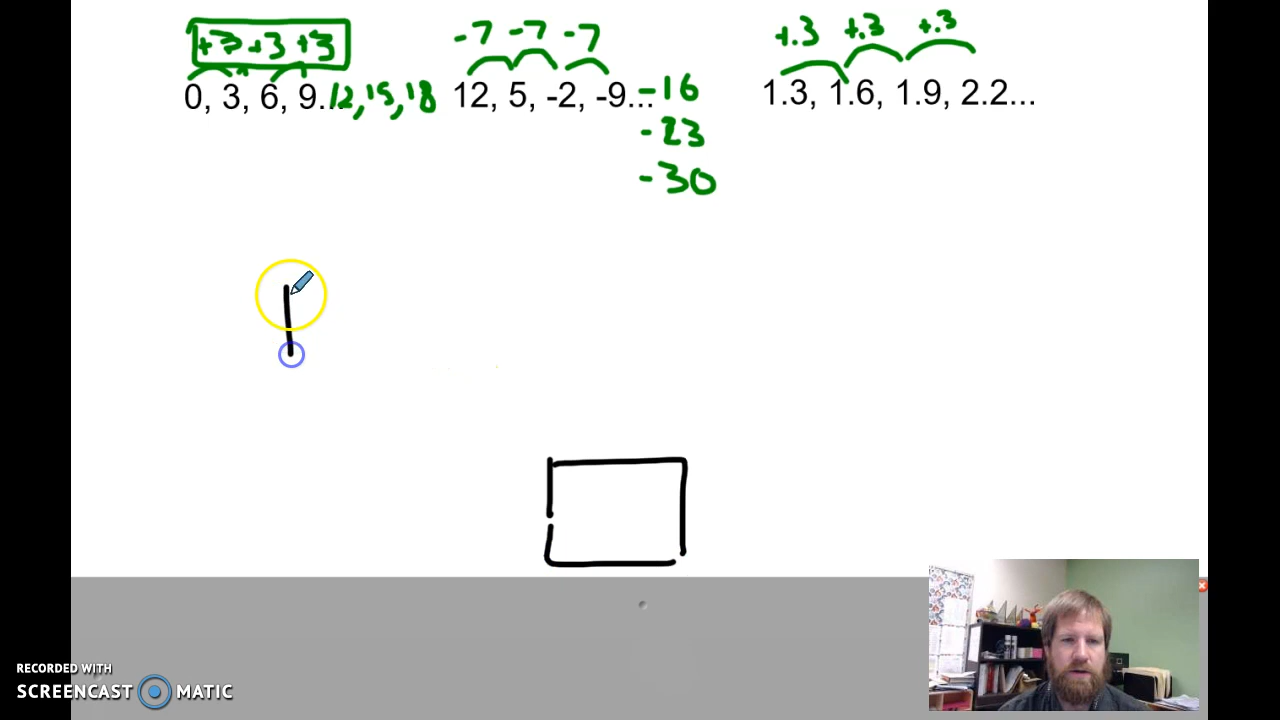 +3 +3 +3
0, 3, 6, 9... 12, 15, 18
-7 -7 -7
12, 5, -2, -9... -16
-23
-30
+.3 +.3 +.3
1.3, 1.6, 1.9, 2.2...
RECORDED WITH
SCREENCAST MATIC